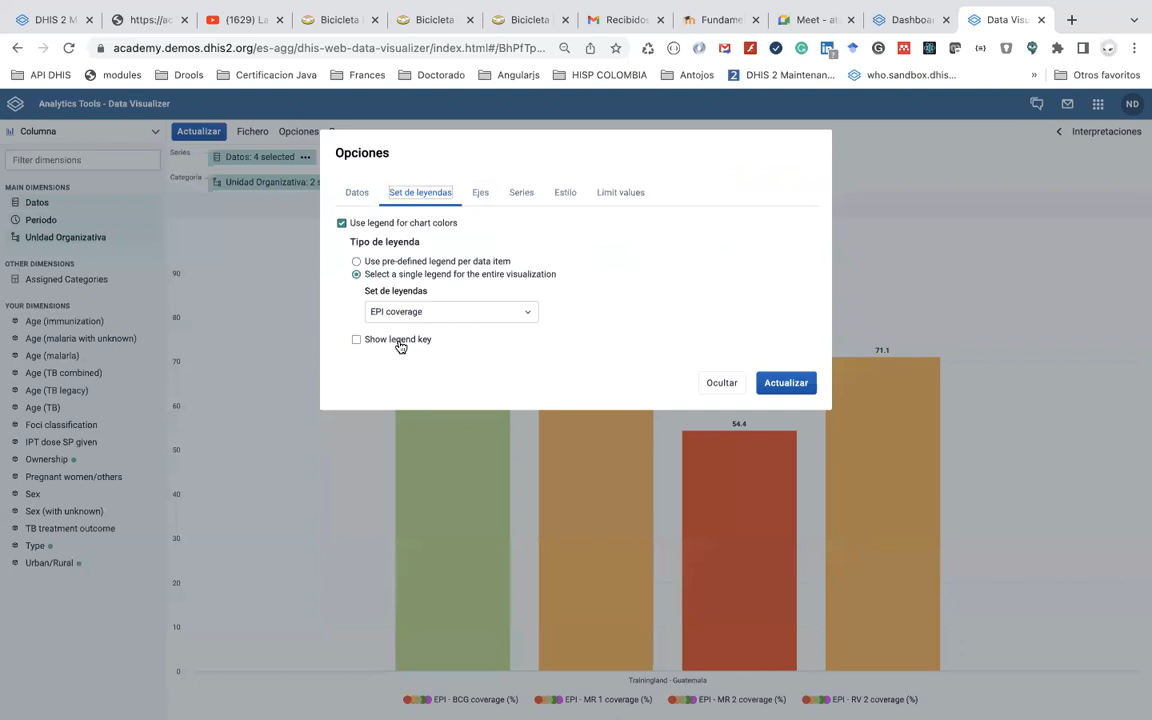 DHIS 2 M
https://ac
(1629) La
Bicicleta
Bicicleta
Bicicleta
Recibidos
Fundame
Meet - at
Dashboar
Data Visu
academy.demos.dhis2.org/es-agg/dhis-web-data-visualizer/index.html#/BhPfTp...
API DHIS
modules
Drools
Certificacion Java
Frances
Doctorado
Angularjs
HISP COLOMBIA
Antojos
DHIS 2 Maintenan...
who.sandbox.dhis...
»
Otros favoritos
Analytics Tools - Data Visualizer
ND
Columna
Actualizar
Fichero
Opciones
Interpretaciones
Filter dimensions
Series
Datos: 4 selected
Categoria
Unidad Organizativa: 2 s
MAIN DIMENSIONS
Datos
Periodo
Unidad Organizativa
OTHER DIMENSIONS
Assigned Categories
YOUR DIMENSIONS
Age (immunization)
Age (malaria with unknown)
Age (malaria)
Age (TB combined)
Age (TB legacy)
Age (TB)
Foci classification
IPT dose SP given
Ownership
Pregnant women/others
Sex
Sex (with unknown)
TB treatment outcome
Type
Urban/Rural
Opciones
Datos
Set de leyendas
Ejes
Series
Estilo
Limit values
Use legend for chart colors
Tipo de leyenda
Use pre-defined legend per data item
Select a single legend for the entire visualization
Set de leyendas
EPI coverage
Show legend key
Ocultar
Actualizar
90
80
70
60
50
40
30
20
10
0
71.1
54.4
Trainingland - Guatemala
EPI - BCG coverage (%)
EPI - MR 1 coverage (%)
EPI - MR 2 coverage (%)
EPI - RV 2 coverage (%)